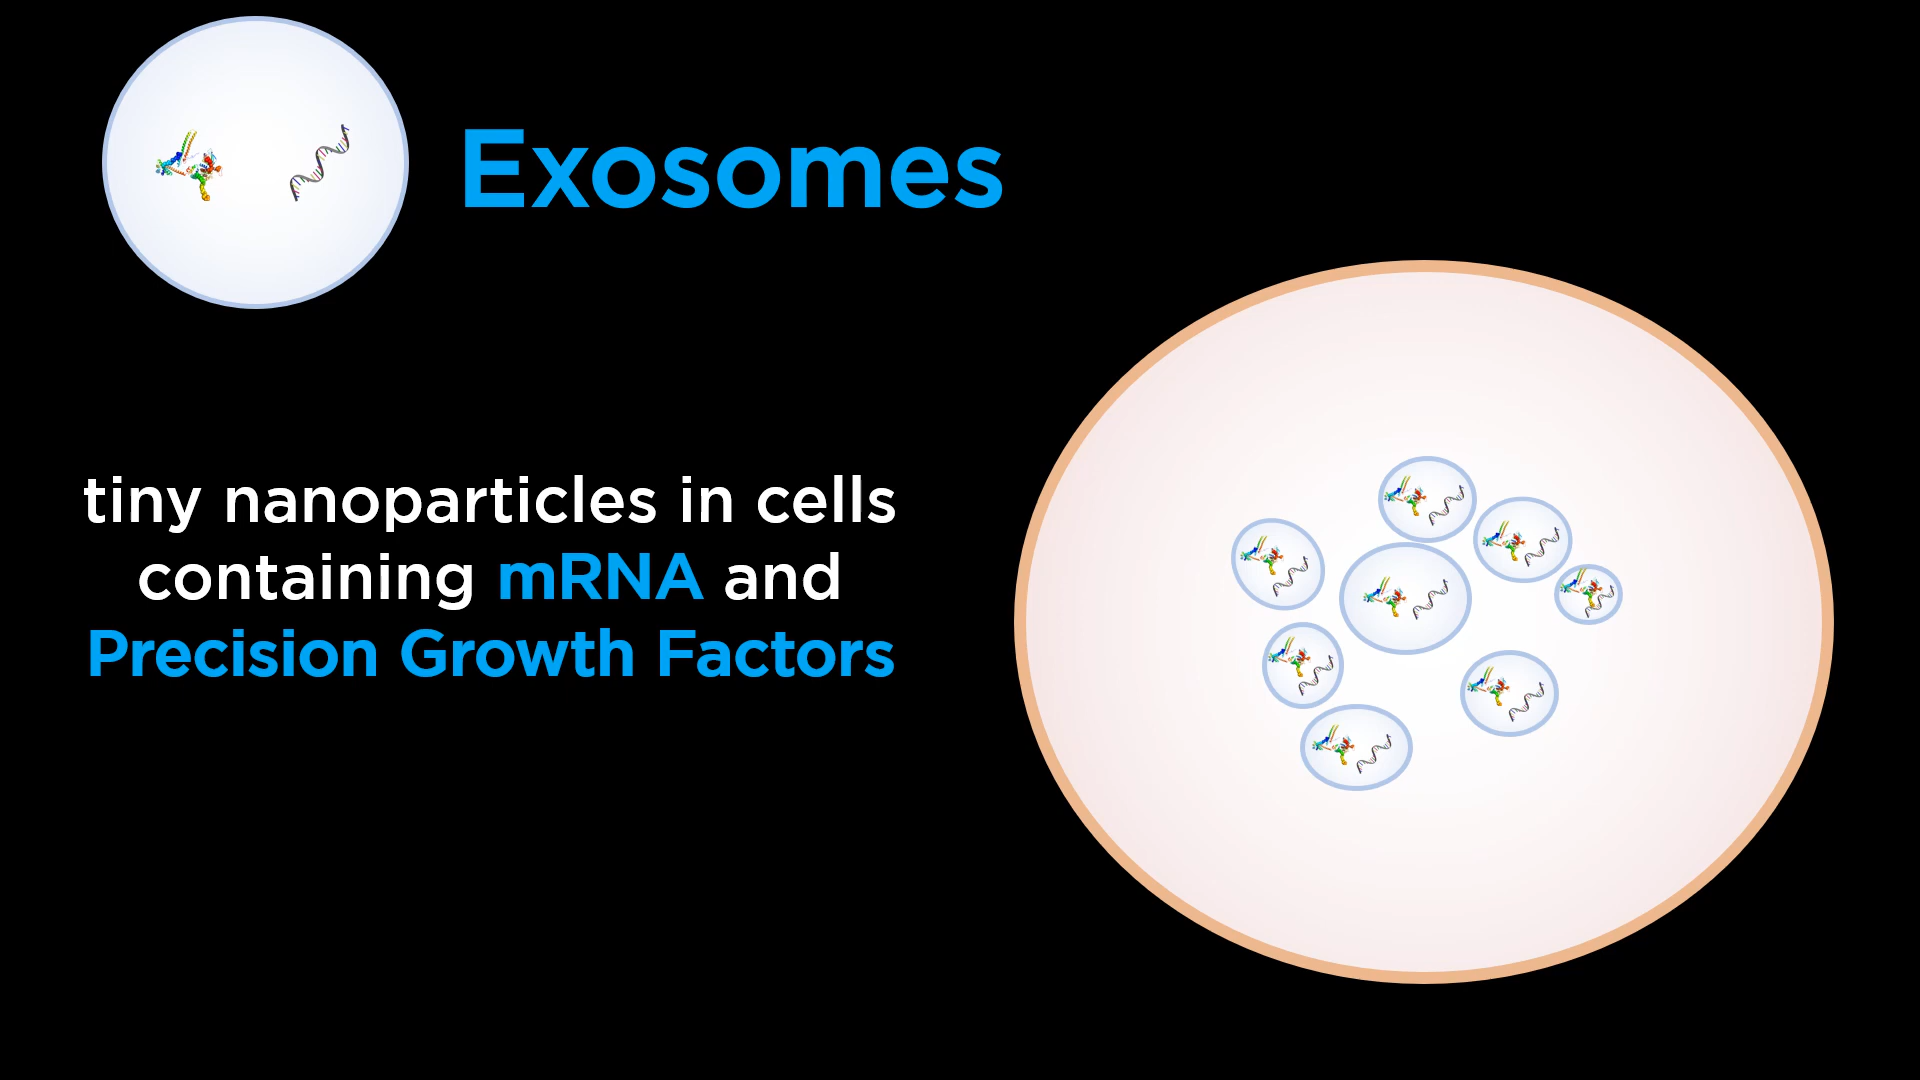 Exosomes
tiny nanoparticles in cells
containing mRNA and
Precision Growth Factors